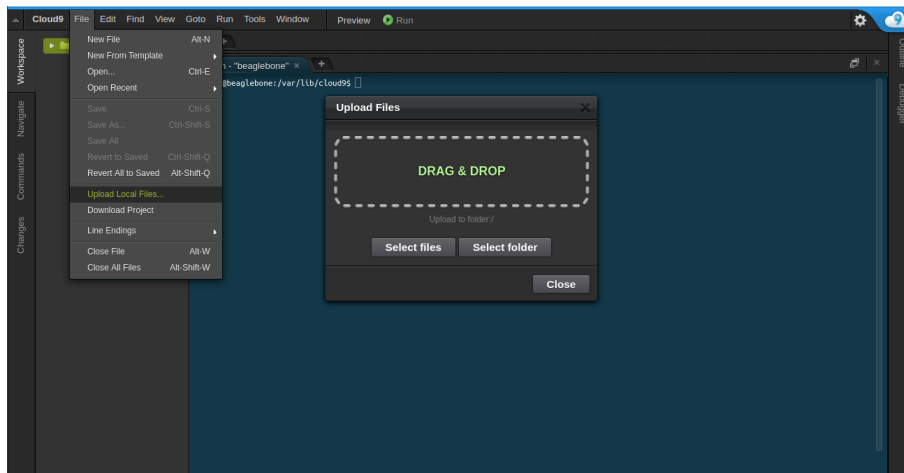 Cloud9 File Edit Find View Goto Run Tools Window Preview Run
Workspace
Navigate
Commands
Changes
New File Alt-N
New From Template
Open... Ctrl-E
Open Recent
Save Ctrl-S
Save As... Ctrl-Shift-S
Save All
Revert to Saved Ctrl-Shift-Q
Revert All to Saved Alt-Shift-Q
Upload Local Files...
Download Project
Line Endings
Close File Alt-W
Close All Files Alt-Shift-W
- "beaglebone" × +
@beaglebone:/var/lib/cloud9$
Upload Files
DRAG & DROP
Upload to folder:/
Select files Select folder
Close
Outline
Debugger